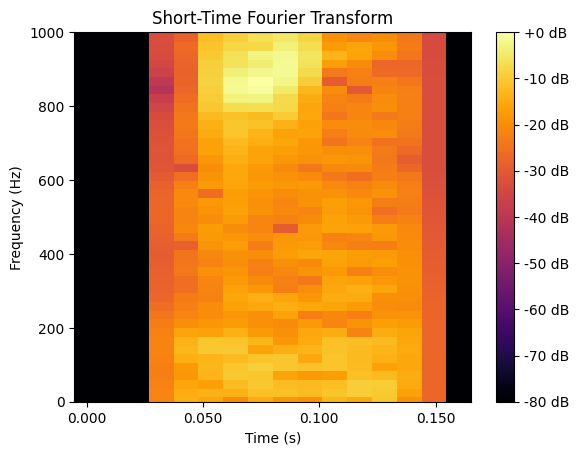 Short-Time Fourier Transform
1000
800
600
400
200
0
Frequency (Hz)
0.000
0.050
0.100
0.150
Time (s)
+0 dB
-10 dB
-20 dB
-30 dB
-40 dB
-50 dB
-60 dB
-70 dB
-80 dB